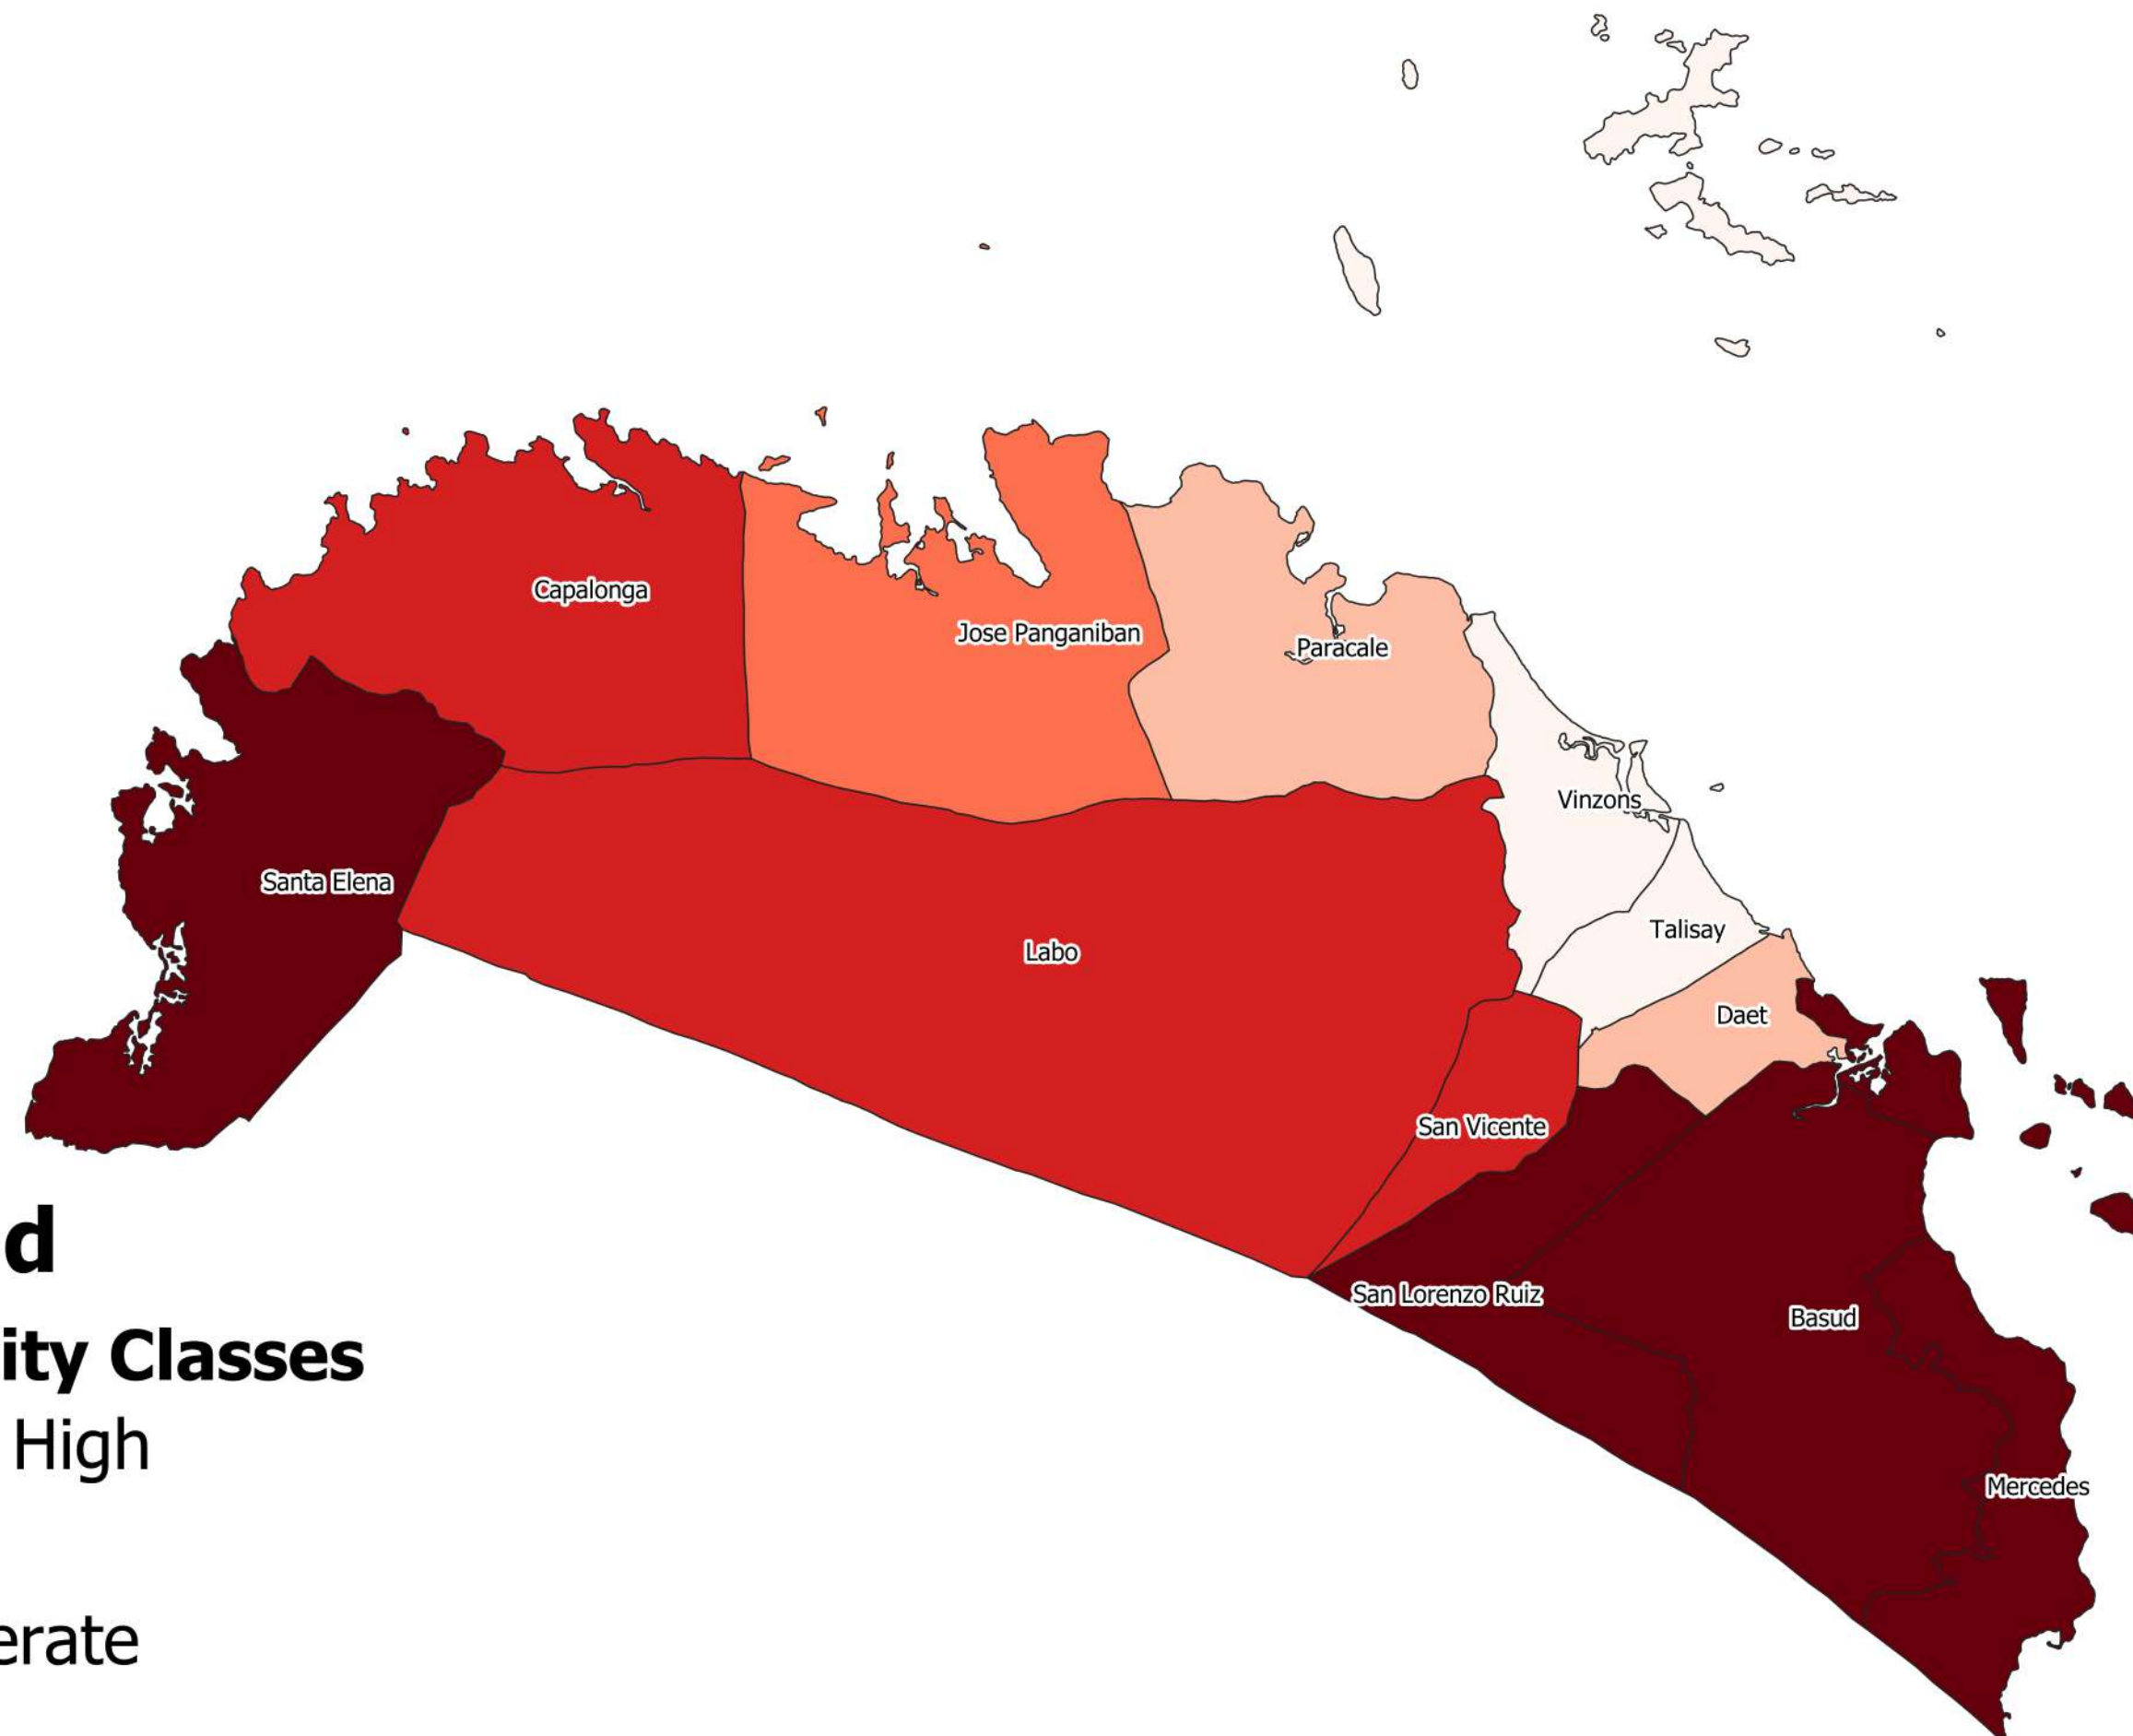 Capalonga
Jose Panganiban
Paracale
Vinzons
Santa Elena
Talisay
Labo
Daet
San Vicente
San Lorenzo Ruiz
Basud
Mercedes
d
ity Classes
High
erate